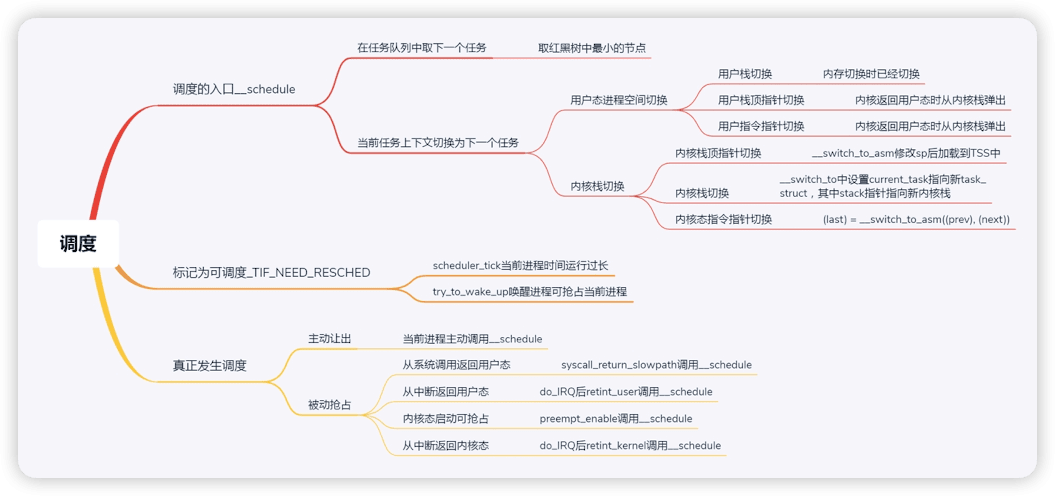 调度
调度的入口__schedule
在任务队列中取下一个任务
取红黑树中最小的节点
当前任务上下文切换为下一个任务
用户态进程空间切换
用户栈切换
内存切换时已经切换
用户栈顶指针切换
内核返回用户态时从内核栈弹出
用户指令指针切换
内核返回用户态时从内核栈弹出
内核栈切换
内核栈顶指针切换
__switch_to_asm修改sp后加载到TSS中
内核栈切换
__switch_to中设置current_task指向新task_
struct，其中stack指针指向新内核栈
内核态指令指针切换
(last) = __switch_to_asm((prev), (next))
标记为可调度_TIF_NEED_RESCHED
scheduler_tick当前进程时间运行过长
try_to_wake_up唤醒进程可抢占当前进程
真正发生调度
主动让出
当前进程主动调用__schedule
被动抢占
从系统调用返回用户态
syscall_return_slowpath调用__schedule
从中断返回用户态
do_IRQ后retint_user调用__schedule
内核态启动可抢占
preempt_enable调用__schedule
从中断返回内核态
do_IRQ后retint_kernel调用__schedule